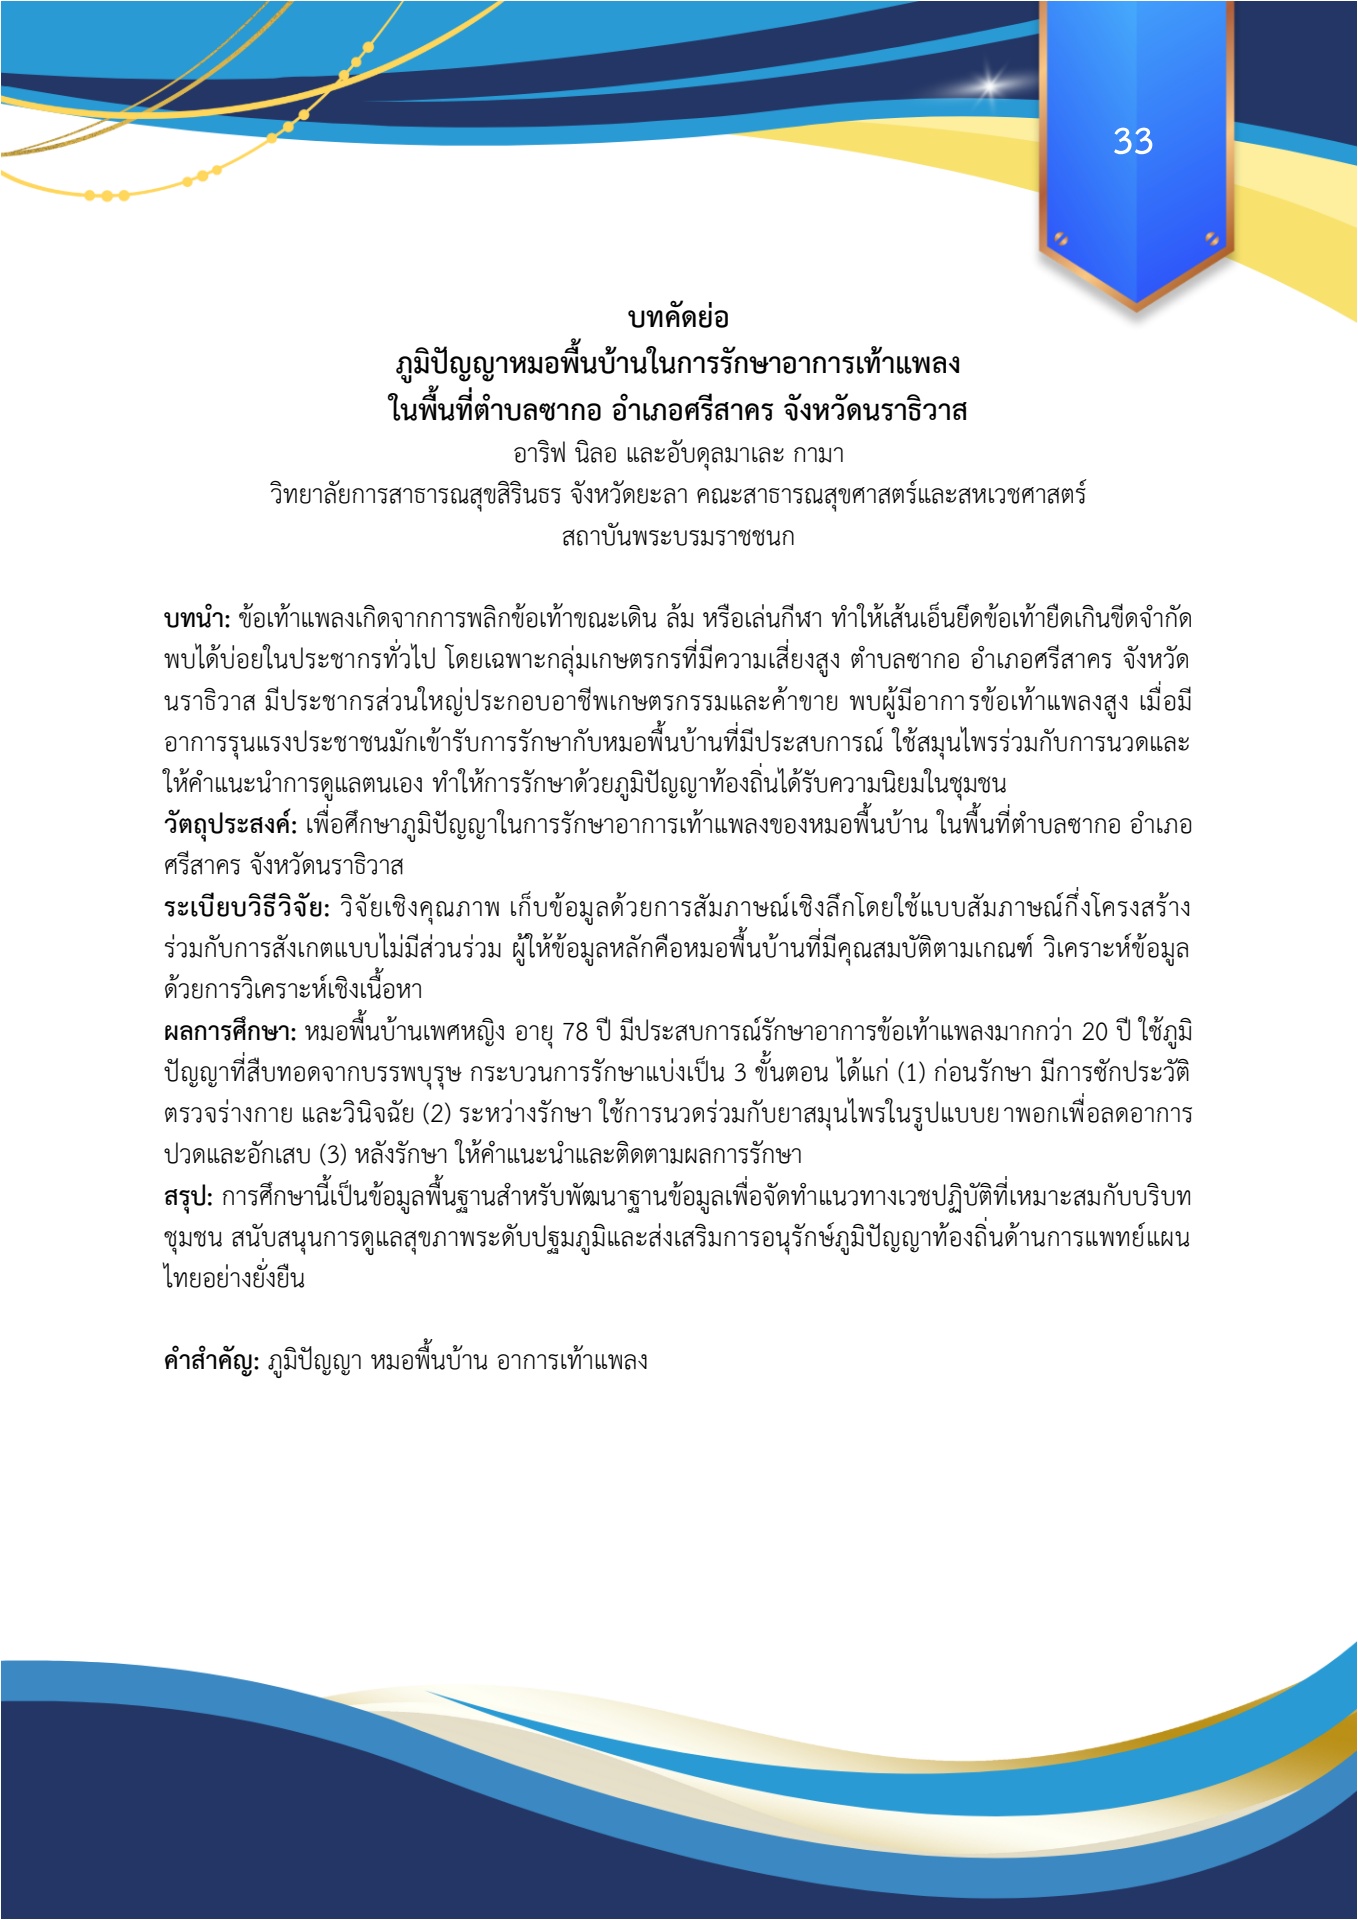 33
บทคัดย่อ
ภูมิปัญญาหมอพื้นบ้านในการรักษาอาการเท้าแพลง
ในพื้นที่ตำบลซากอ อำเภอศรีสาคร จังหวัดนราธิวาส
อาริฟ นิลอ และอับดุลมาเละ กามา
วิทยาลัยการสาธารณสุขสิรินธร จังหวัดยะลา คณะสาธารณสุขศาสตร์และสหเวชศาสตร์
สถาบันพระบรมราชชนก
บทนำ: ข้อเท้าแพลงเกิดจากการพลิกข้อเท้าขณะเดิน ล้ม หรือเล่นกีฬา ทำให้เส้นเอ็นยึดข้อเท้ายืดเกินขีดจำกัด
พบได้บ่อยในประชากรทั่วไป โดยเฉพาะกลุ่มเกษตรกรที่มีความเสี่ยงสูง ตำบลซากอ อำเภอศรีสาคร จังหวัด
นราธิวาส มีประชากรส่วนใหญ่ประกอบอาชีพเกษตรกรรมและค้าขาย พบผู้มีอาการข้อเท้าแพลงสูง เมื่อมี
อาการรุนแรงประชาชนมักเข้ารับการรักษากับหมอพื้นบ้านที่มีประสบการณ์ ใช้สมุนไพรร่วมกับการนวดและ
ให้คำแนะนำการดูแลตนเอง ทำให้การรักษาด้วยภูมิปัญญาท้องถิ่นได้รับความนิยมในชุมชน
วัตถุประสงค์: เพื่อศึกษาภูมิปัญญาในการรักษาอาการเท้าแพลงของหมอพื้นบ้าน ในพื้นที่ตำบลซากอ อำเภอ
ศรีสาคร จังหวัดนราธิวาส
ระเบียบวิธีวิจัย: วิจัยเชิงคุณภาพ เก็บข้อมูลด้วยการสัมภาษณ์เชิงลึกโดยใช้แบบสัมภาษณ์กึ่งโครงสร้าง
ร่วมกับการสังเกตแบบไม่มีส่วนร่วม ผู้ให้ข้อมูลหลักคือหมอพื้นบ้านที่มีคุณสมบัติตามเกณฑ์ วิเคราะห์ข้อมูล
ด้วยการวิเคราะห์เชิงเนื้อหา
ผลการศึกษา: หมอพื้นบ้านเพศหญิง อายุ 78 ปี มีประสบการณ์รักษาอาการข้อเท้าแพลงมากกว่า 20 ปี ใช้ภูมิ
ปัญญาที่สืบทอดจากบรรพบุรุษ กระบวนการรักษาแบ่งเป็น 3 ขั้นตอน ได้แก่ (1) ก่อนรักษา มีการซักประวัติ
ตรวจร่างกาย และวินิจฉัย (2) ระหว่างรักษา ใช้การนวดร่วมกับยาสมุนไพรในรูปแบบยาพอกเพื่อลดอาการ
ปวดและอักเสบ (3) หลังรักษา ให้คำแนะนำและติดตามผลการรักษา
สรุป: การศึกษานี้เป็นข้อมูลพื้นฐานสำหรับพัฒนาฐานข้อมูลเพื่อจัดทำแนวทางเวชปฏิบัติที่เหมาะสมกับบริบท
ชุมชน สนับสนุนการดูแลสุขภาพระดับปฐมภูมิและส่งเสริมการอนุรักษ์ภูมิปัญญาท้องถิ่นด้านการแพทย์แผน
ไทยอย่างยั่งยืน
คำสำคัญ: ภูมิปัญญา หมอพื้นบ้าน อาการเท้าแพลง